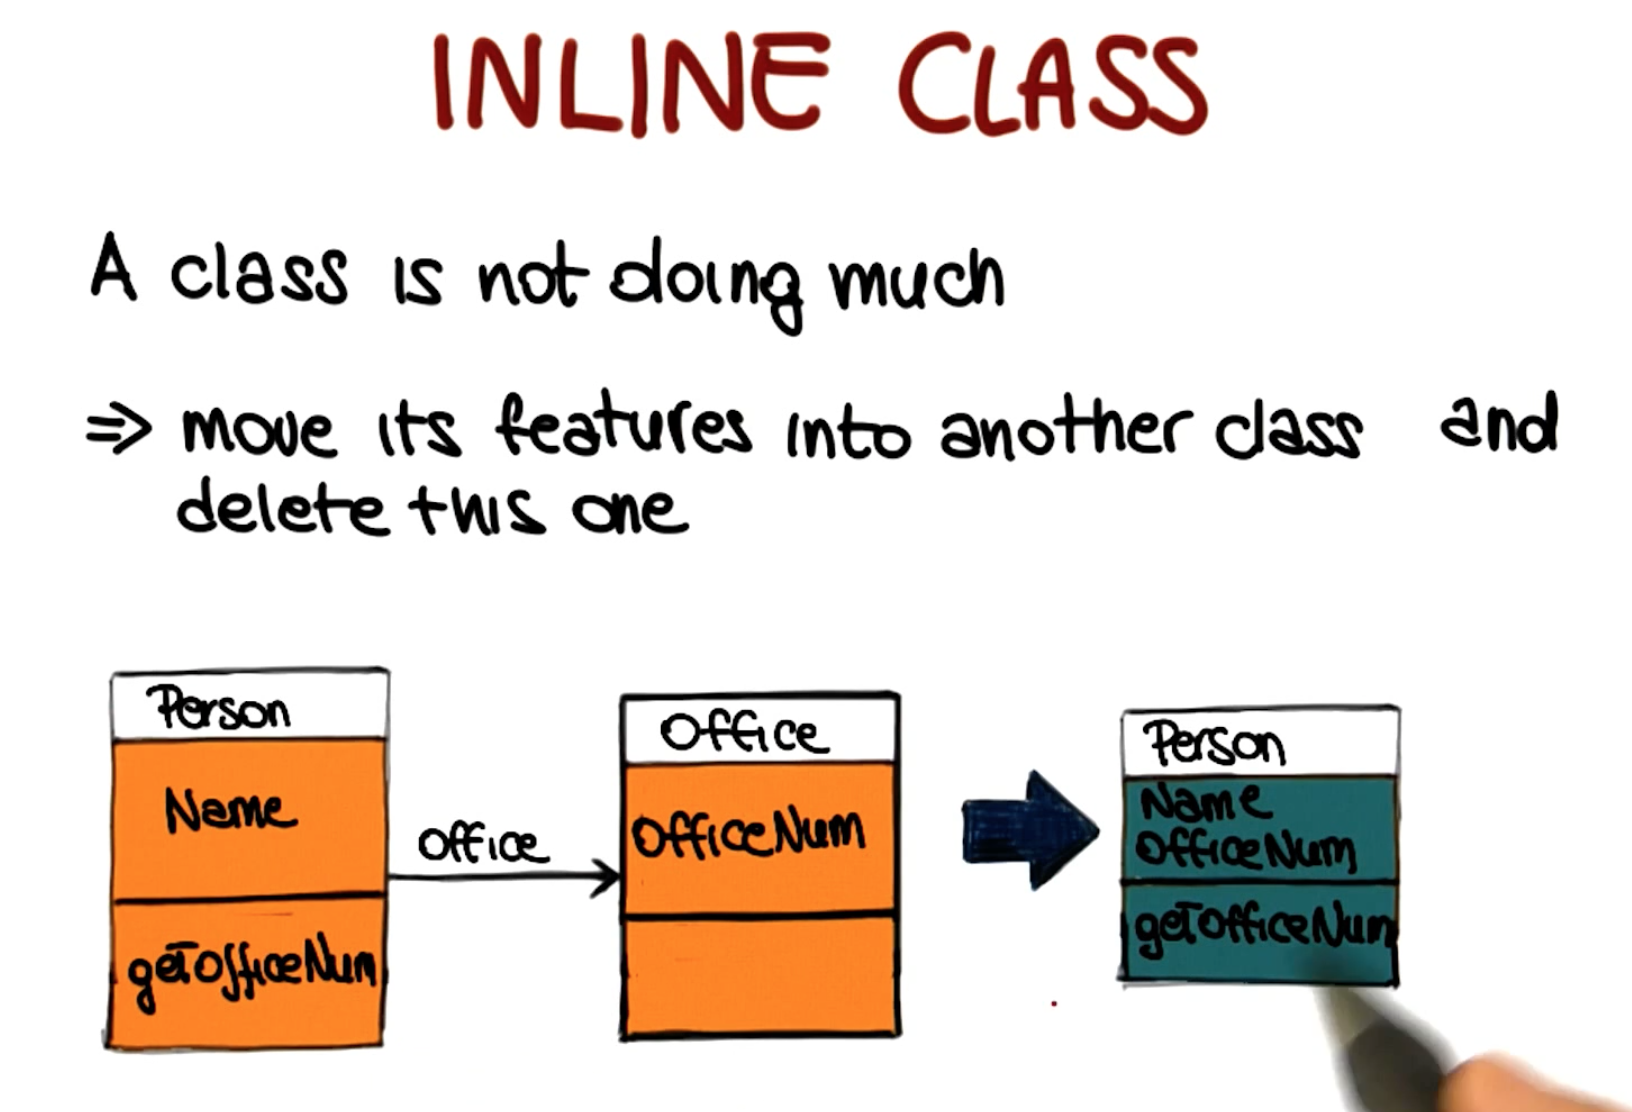 INLINE CLASS
A class is not doing much
⇒ move its features into another class and
delete this one
Person
Name
getOfficeNum
Office
Office
OfficeNum
Person
Name
OfficeNum
getOfficeNum